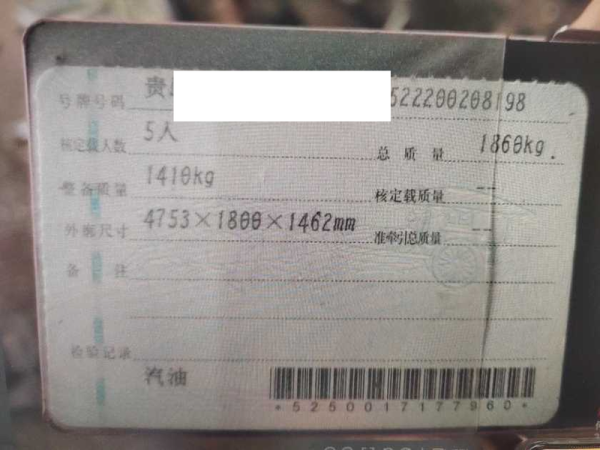 号牌号码 贵 522200208198
核定载人数 5人 总质量 1860kg
整备质量 1410kg 核定载质量 --
外廓尺寸 4753×1800×1462mm 准牵引总质量 --
备注
检验记录
汽油
*5250017177960*